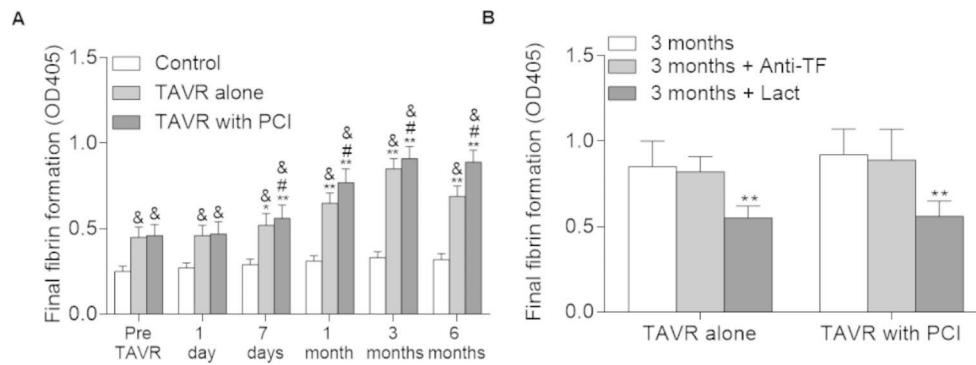 A
Final fibrin formation (OD405)
1.5
1.0
0.5
0.0
Control
TAVR alone
TAVR with PCI
& &
& &
&
*
&
#
**
&
**
&
#
**
&
**
&
#
**
&
**
&
#
**
Pre TAVR
1 day
7 days
1 month
3 months
6 months
B
Final fibrin formation (OD405)
1.5
1.0
0.5
0.0
3 months
3 months + Anti-TF
3 months + Lact
**
**
TAVR alone
TAVR with PCI